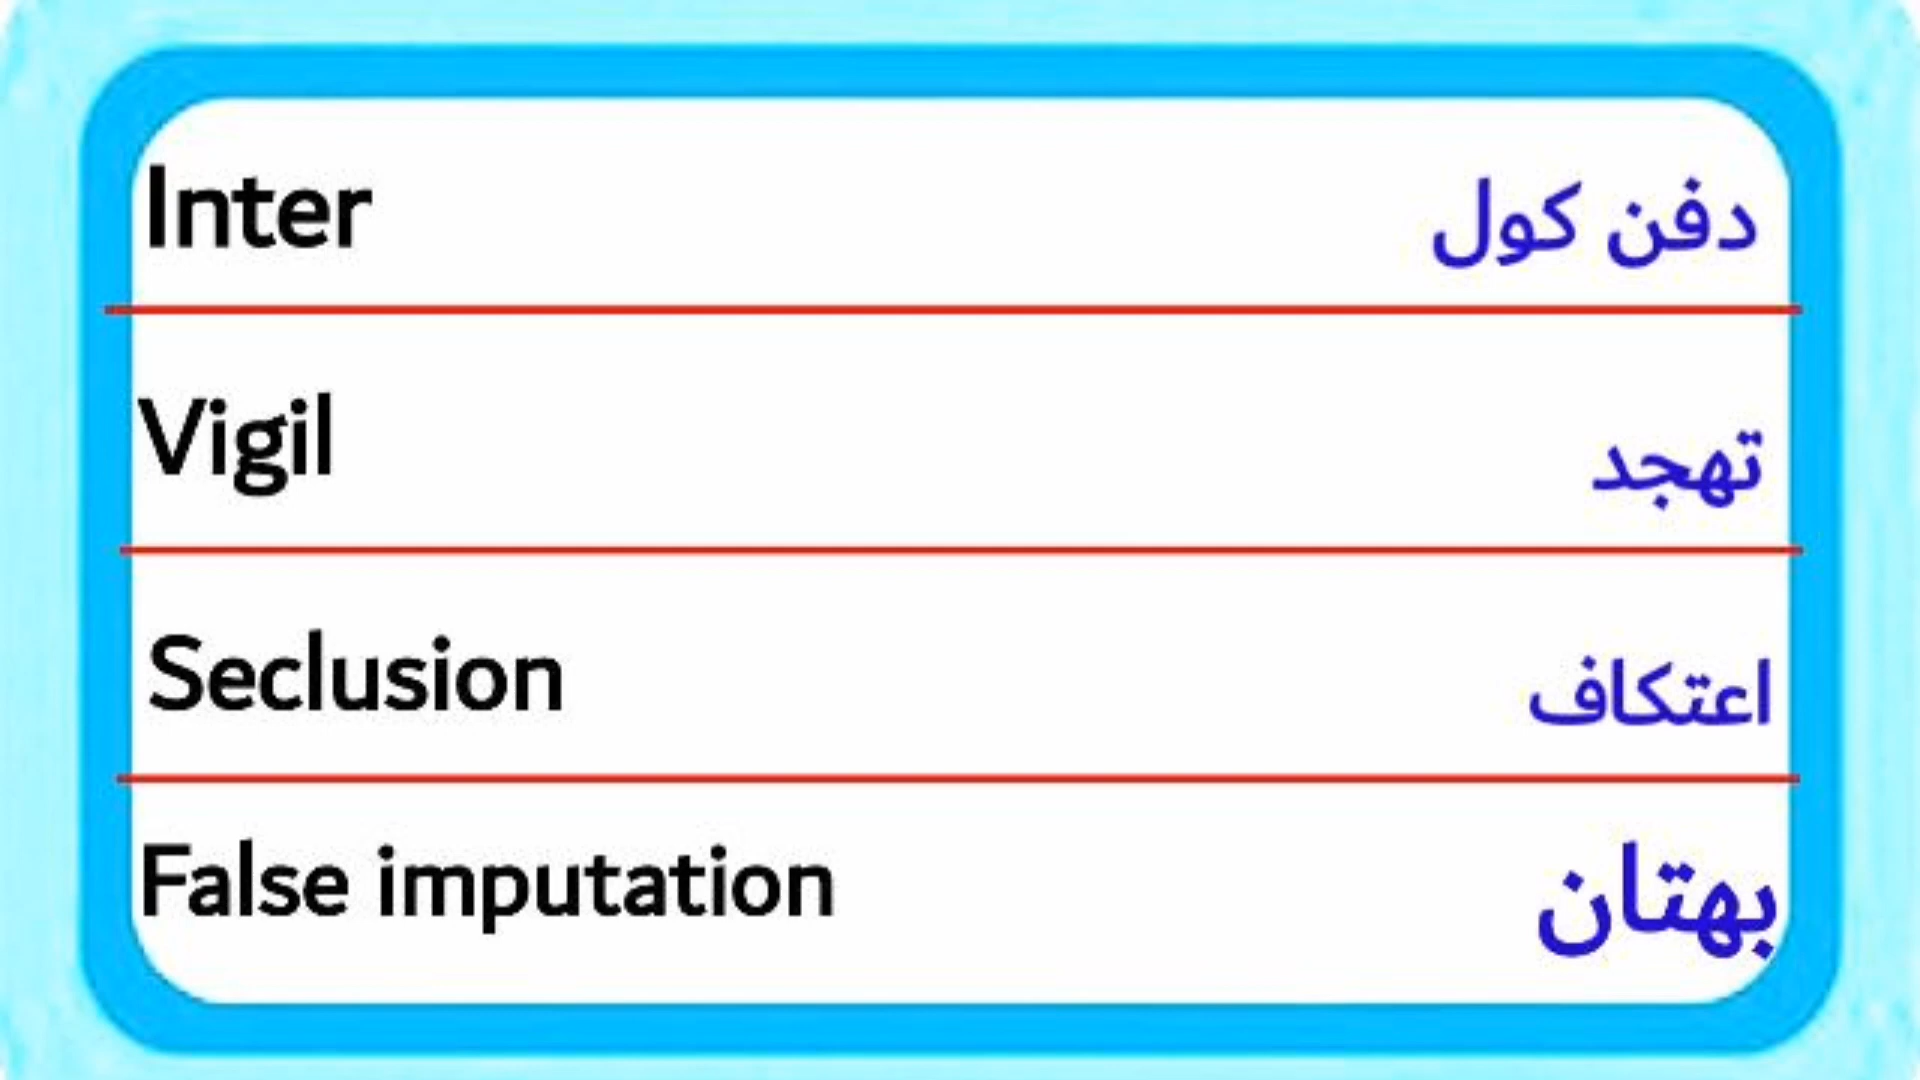 Inter دفن کول
Vigil تهجد
Seclusion اعتکاف
False imputation بهتان